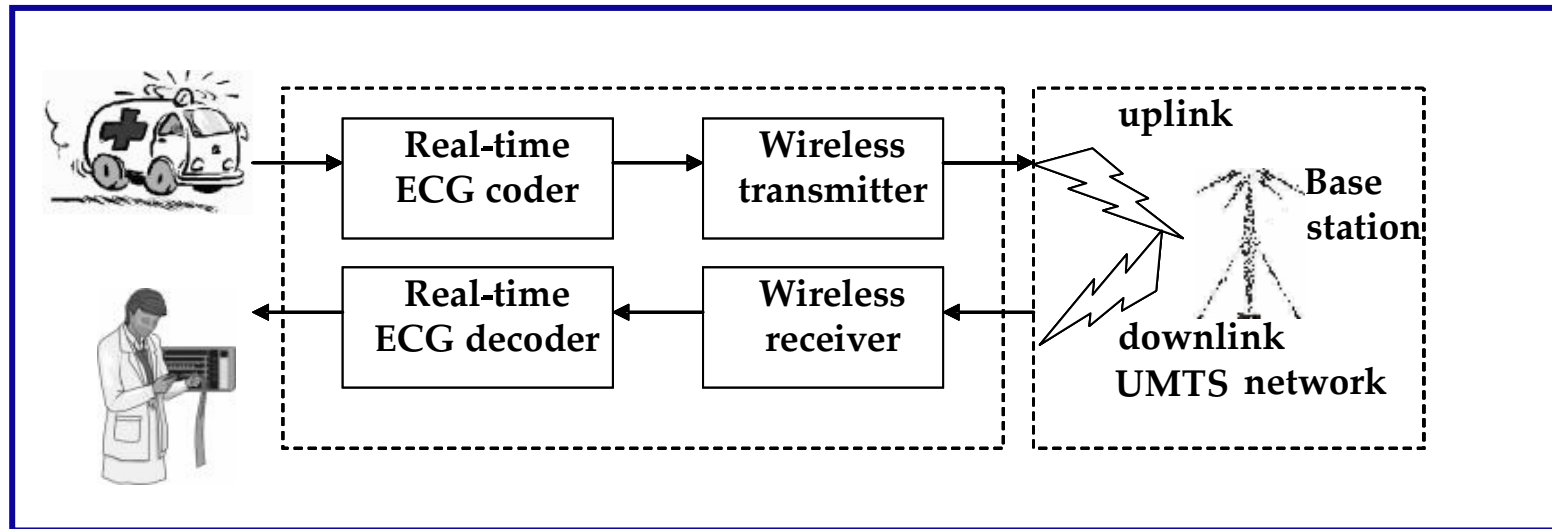 uplink
Real-time
ECG coder
Wireless
transmitter
Base
station
Real-time
ECG decoder
Wireless
receiver
downlink
UMTS network